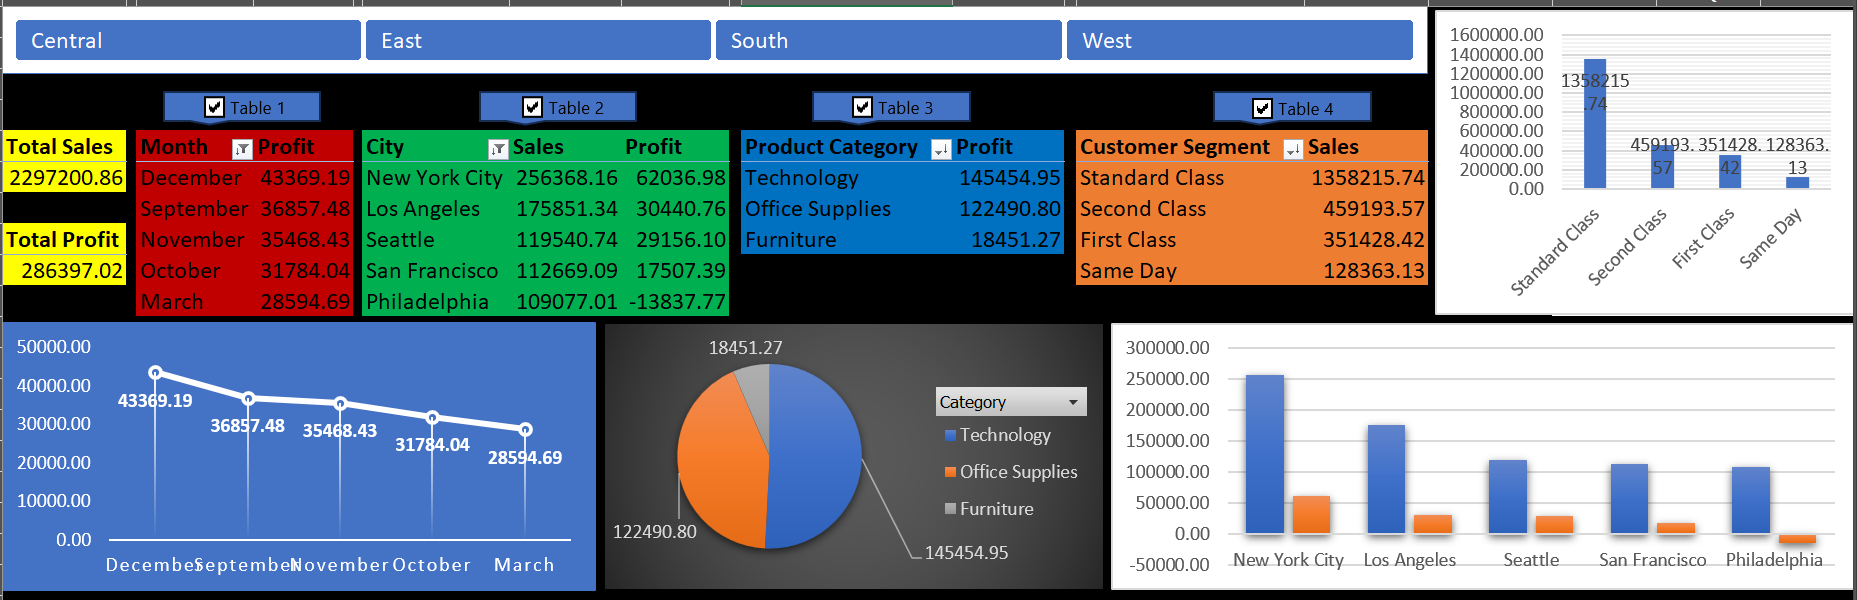 Central
East
South
West
Table 1
Table 2
Table 3
Table 4
Total Sales
2297200.86
Total Profit
286397.02
Month Profit
December 43369.19
September 36857.48
November 35468.43
October 31784.04
March 28594.69
City Sales Profit
New York City 256368.16 62036.98
Los Angeles 175851.34 30440.76
Seattle 119540.74 29156.10
San Francisco 112669.09 17507.39
Philadelphia 109077.01 -13837.77
Product Category Profit
Technology 145454.95
Office Supplies 122490.80
Furniture 18451.27
Customer Segment Sales
Standard Class 1358215.74
Second Class 459193.57
First Class 351428.42
Same Day 128363.13
1600000.00
1400000.00
1200000.00
1000000.00
800000.00
600000.00
400000.00
200000.00
0.00
1358215
.74
459193.
57
351428.
42
128363.
13
Standard Class
Second Class
First Class
Same Day
50000.00
40000.00
30000.00
20000.00
10000.00
0.00
43369.19
36857.48
35468.43
31784.04
28594.69
December
September
November
October
March
18451.27
122490.80
145454.95
Category
Technology
Office Supplies
Furniture
300000.00
250000.00
200000.00
150000.00
100000.00
50000.00
0.00
-50000.00
New York City
Los Angeles
Seattle
San Francisco
Philadelphia